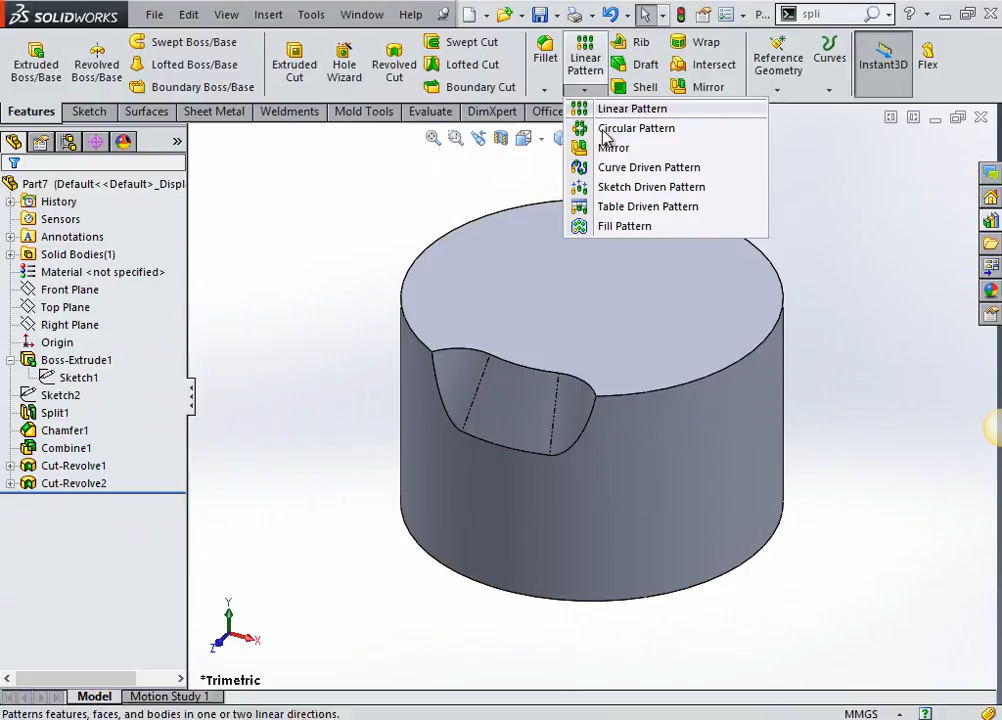 SOLIDWORKS File Edit View Insert Tools Window Help P... spli
Extruded Boss/Base
Revolved Boss/Base
Swept Boss/Base
Lofted Boss/Base
Boundary Boss/Base
Extruded Cut
Hole Wizard
Revolved Cut
Swept Cut
Lofted Cut
Boundary Cut
Fillet
Linear Pattern
Rib
Draft
Shell
Wrap
Intersect
Mirror
Reference Geometry
Curves
Instant3D
Flex
Features Sketch Surfaces Sheet Metal Weldments Mold Tools Evaluate DimXpert Office
Linear Pattern
Circular Pattern
Mirror
Curve Driven Pattern
Sketch Driven Pattern
Table Driven Pattern
Fill Pattern
Part7 (Default<<Default>_Displ
History
Sensors
Annotations
Solid Bodies(1)
Material <not specified>
Front Plane
Top Plane
Right Plane
Origin
Boss-Extrude1
Sketch1
Sketch2
Split1
Chamfer1
Combine1
Cut-Revolve1
Cut-Revolve2
Y
X
Z
*Trimetric
Model Motion Study 1
Patterns features, faces, and bodies in one or two linear directions. MMGS